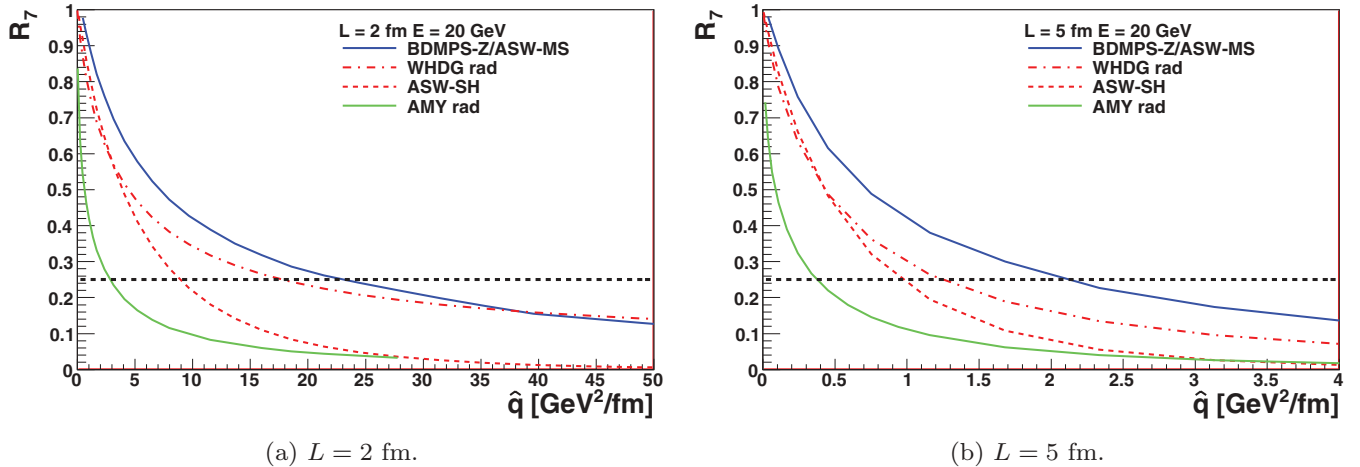 R7
1
0.9
0.8
0.7
0.6
0.5
0.4
0.3
0.2
0.1
0
L = 2 fm E = 20 GeV
BDMPS-Z/ASW-MS
WHDG rad
ASW-SH
AMY rad
0 5 10 15 20 25 30 35 40 45 50
q̂ [GeV²/fm]
(a) L = 2 fm.
R7
1
0.9
0.8
0.7
0.6
0.5
0.4
0.3
0.2
0.1
0
L = 5 fm E = 20 GeV
BDMPS-Z/ASW-MS
WHDG rad
ASW-SH
AMY rad
0 0.5 1 1.5 2 2.5 3 3.5 4
q̂ [GeV²/fm]
(b) L = 5 fm.